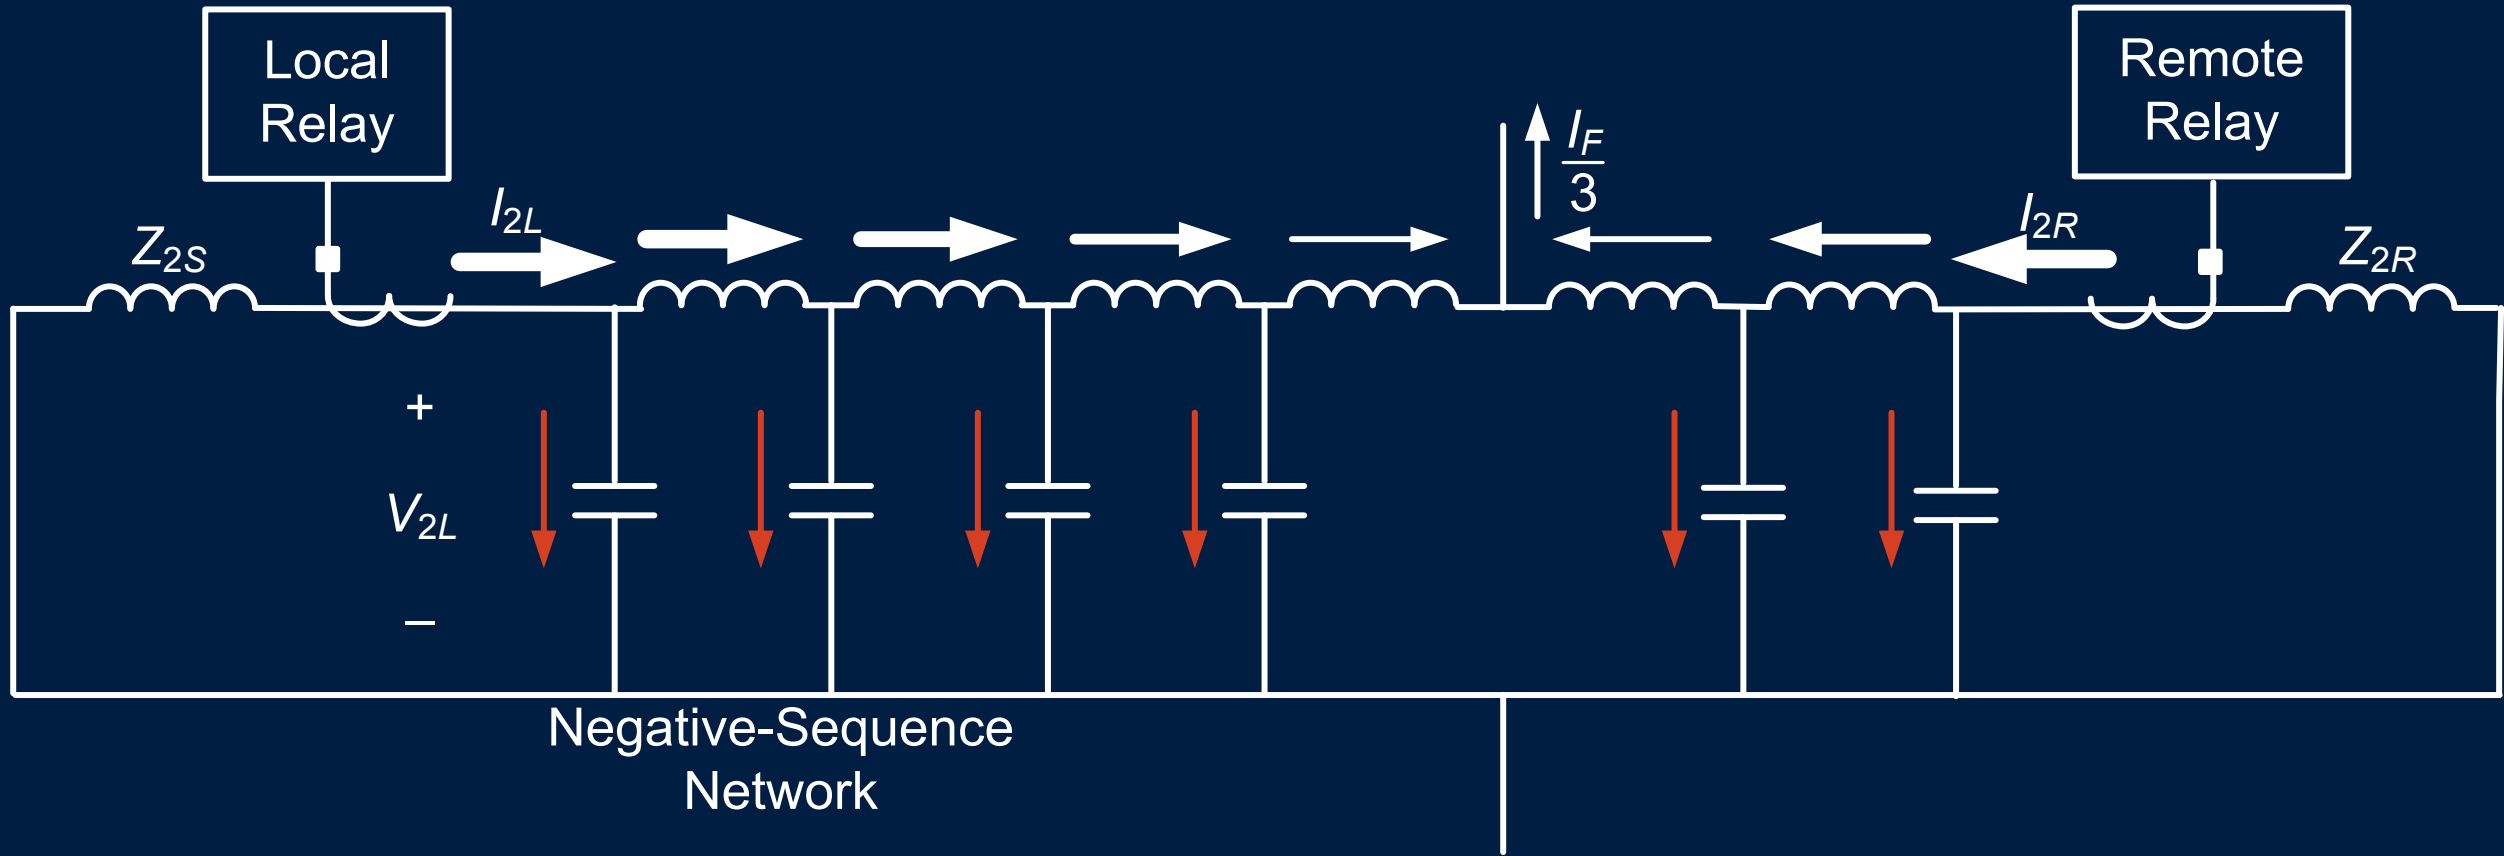 Local
Relay
Remote
Relay
I2L
IF
3
I2R
Z2S
Z2R
+
V2L
–
Negative-Sequence
Network